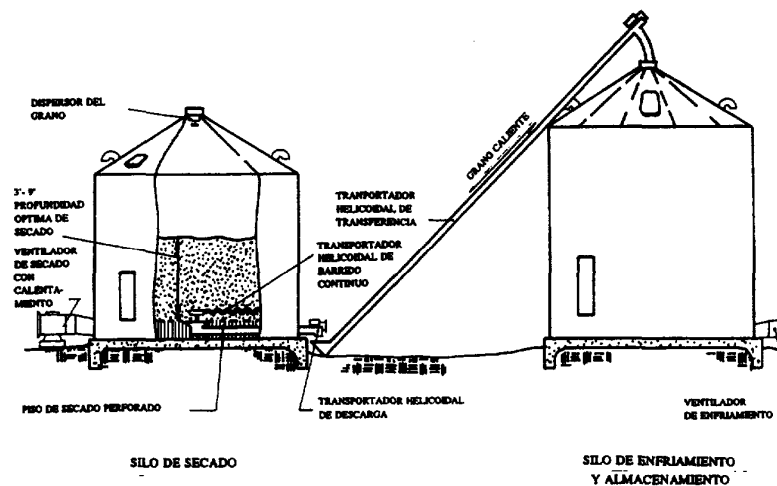 DISPERSOR DEL
GRANO
3'- 9'
PROFUNDIDAD
OPTIMA DE
SECADO
VENTILADOR
DE SECADO
CON
CALENTA-
MIENTO
GRANO CALIENTE
TRANPORTADOR
HELICOIDAL DE
TRANSFERENCIA
TRANSPORTADOR
HELICOIDAL DE
BARRIDO
CONTINUO
PISO DE SECADO PERFORADO
TRANSPORTADOR HELICOIDAL
DE DESCARGA
VENTILADOR
DE ENFRIAMIENTO
SILO DE SECADO
SILO DE ENFRIAMIENTO
Y ALMACENAMIENTO